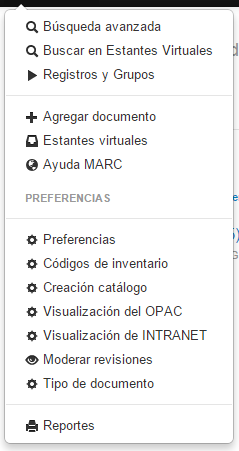 Búsqueda avanzada
Buscar en Estantes Virtuales
Registros y Grupos
Agregar documento
Estantes virtuales
Ayuda MARC
PREFERENCIAS
Preferencias
Códigos de inventario
Creación catálogo
Visualización del OPAC
Visualización de INTRANET
Moderar revisiones
Tipo de documento
Reportes